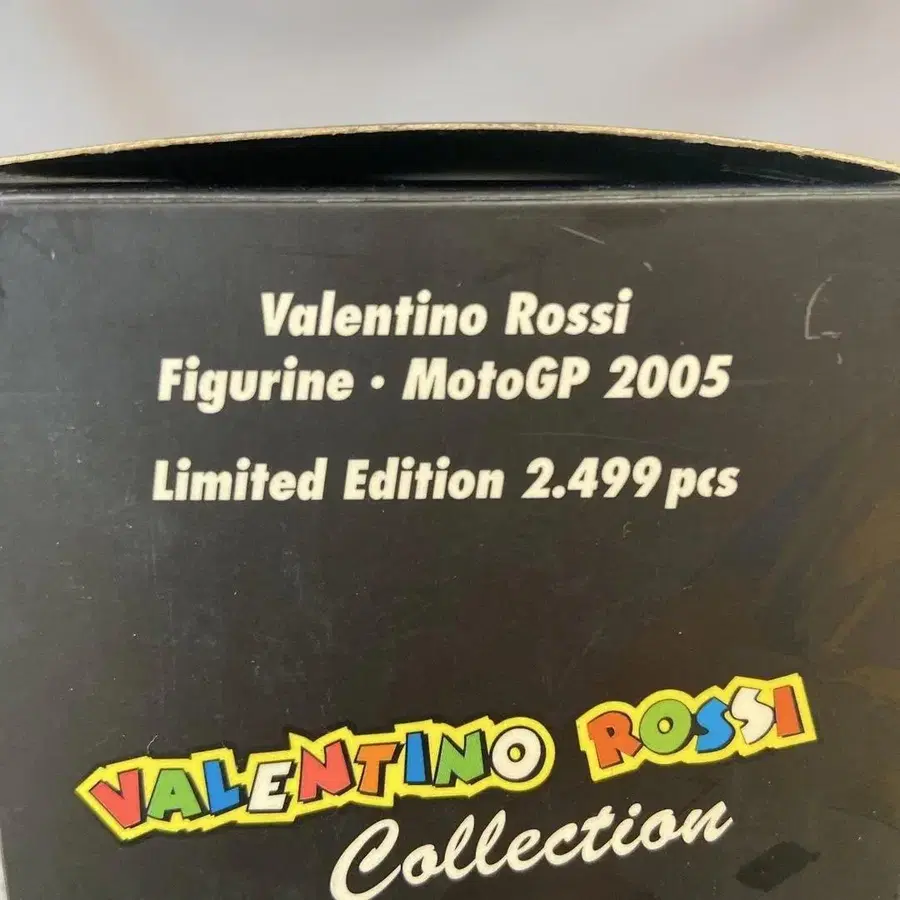 Valentino Rossi
Figurine • MotoGP 2005
Limited Edition 2.499 pcs
VALENTINO ROSSI
Collection